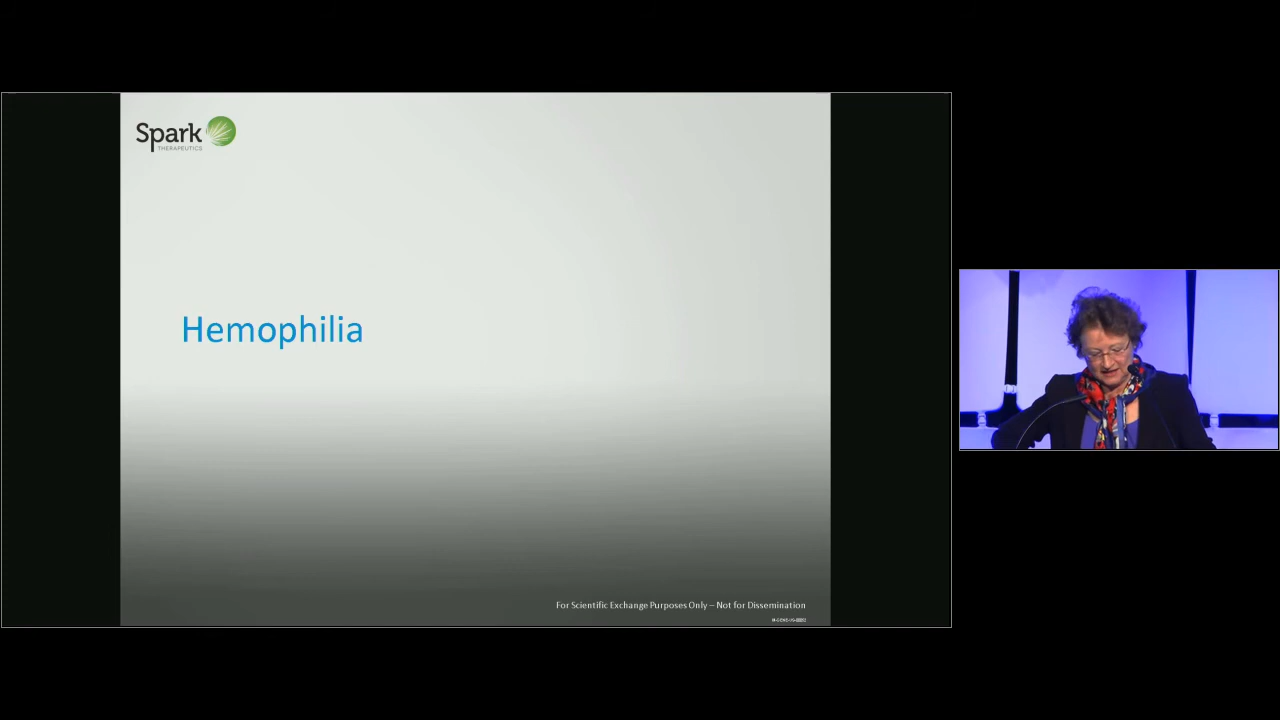 Spark
THERAPEUTICS
Hemophilia
For Scientific Exchange Purposes Only – Not for Dissemination